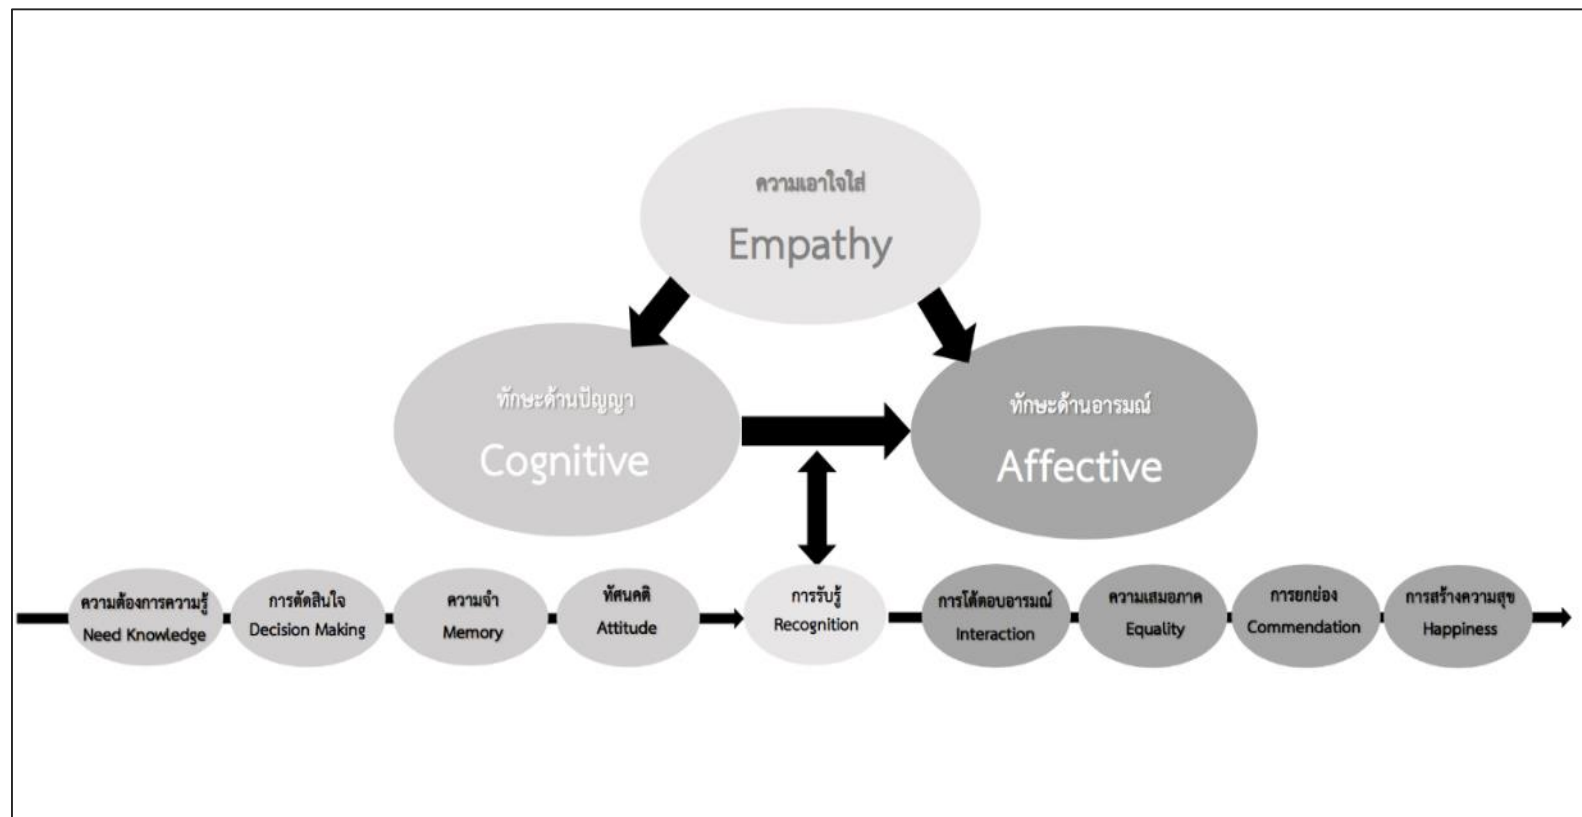 ความเอาใจใส่
Empathy
ทักษะด้านปัญญา
Cognitive
ทักษะด้านอารมณ์
Affective
ความต้องการความรู้
Need Knowledge
การตัดสินใจ
Decision Making
ความจำ
Memory
ทัศนคติ
Attitude
การรับรู้
Recognition
การโต้ตอบอารมณ์
Interaction
ความเสมอภาค
Equality
การยกย่อง
Commendation
การสร้างความสุข
Happiness